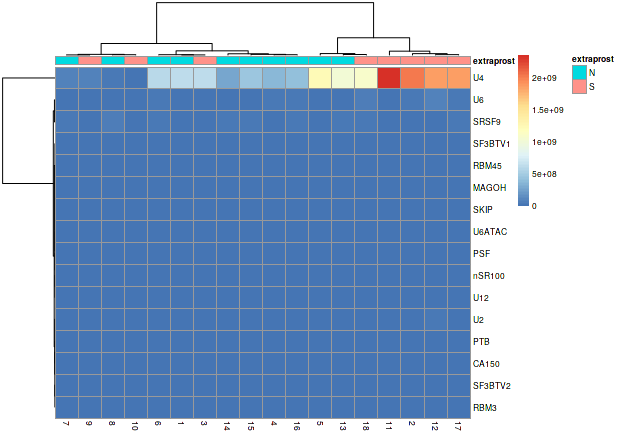 extraprost
U4
U6
SRSF9
SF3BTV1
RBM45
MAGOH
SKIP
U6ATAC
PSF
nSR100
U12
U2
PTB
CA150
SF3BTV2
RBM3
7 9 8 10 6 1 3 14 15 4 16 5 13 18 11 2 12 17
2e+09
1.5e+09
1e+09
5e+08
0
extraprost
N
S